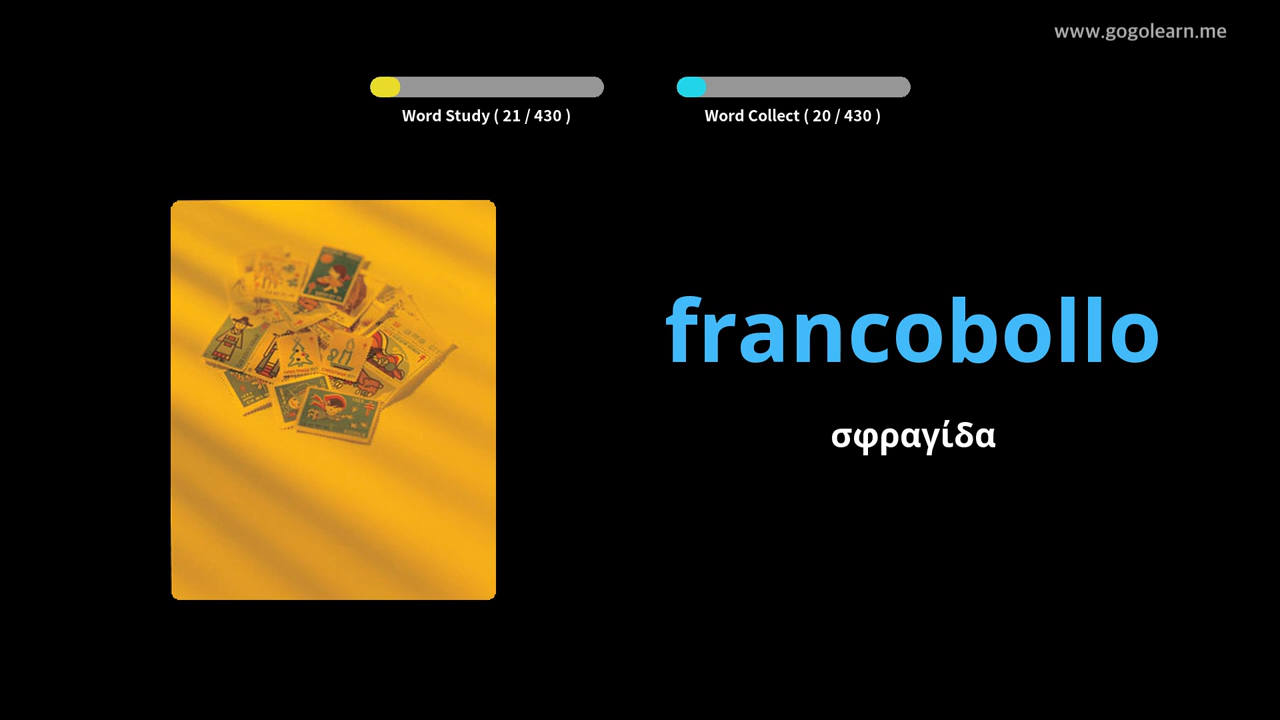 www.gogolearn.me
Word Study ( 21 / 430 )
Word Collect ( 20 / 430 )
francobollo
σφραγίδα